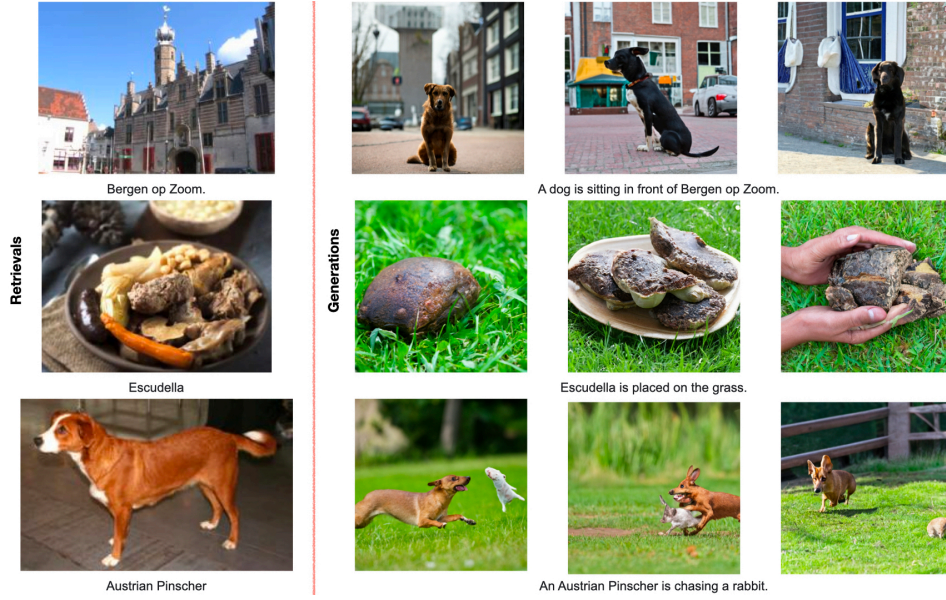 Retrievals
Generations
Bergen op Zoom.
A dog is sitting in front of Bergen op Zoom.
Escudella
Escudella is placed on the grass.
Austrian Pinscher
An Austrian Pinscher is chasing a rabbit.